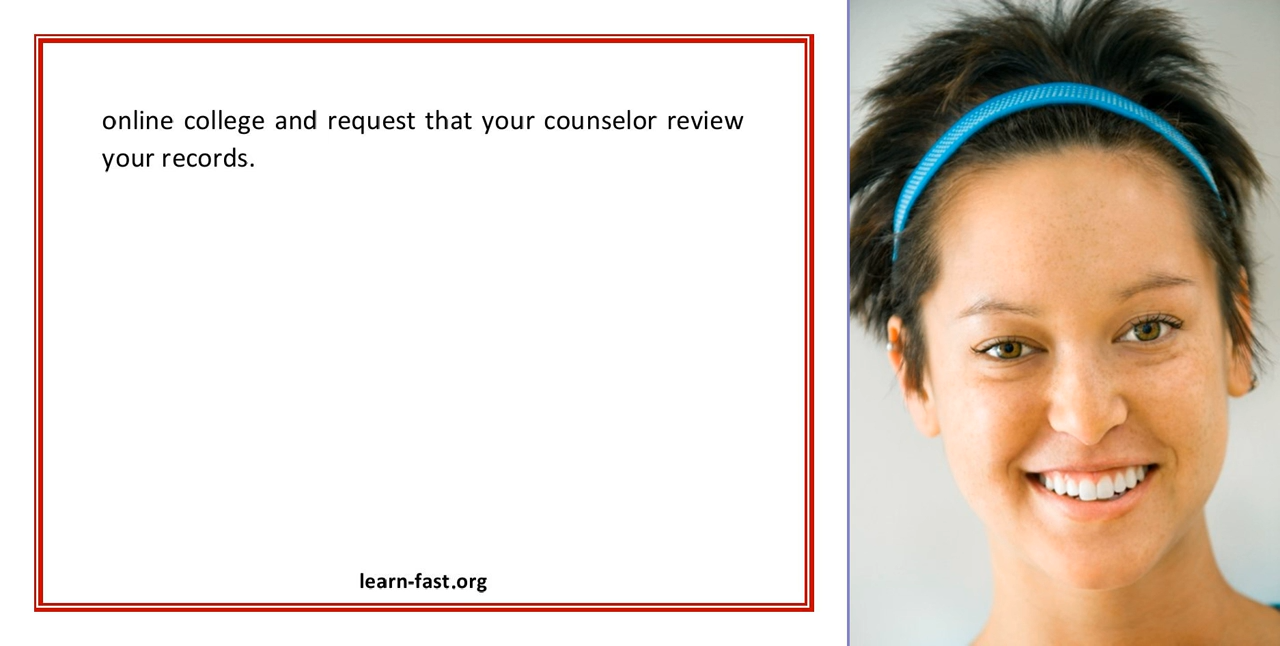 online college and request that your counselor review
your records.
learn-fast.org